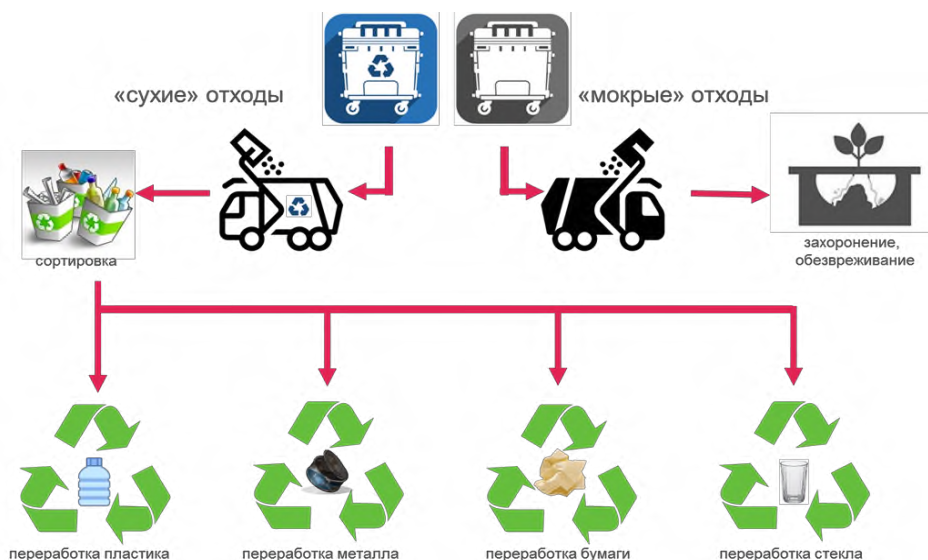 «сухие» отходы
«мокрые» отходы
сортировка
захоронение,
обезвреживание
переработка пластика
переработка металла
переработка бумаги
переработка стекла